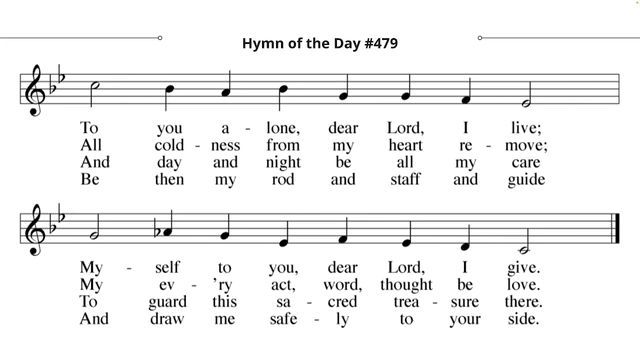 Hymn of the Day #479
To you a - lone, dear Lord, I live;
All cold - ness from my heart re - move;
And day and night be all my care
Be then my rod and staff and guide
My - self to you, dear Lord, I give.
My ev - 'ry act, word, thought be love.
To guard this sa - cred trea - sure there.
And draw me safe - ly to your side.